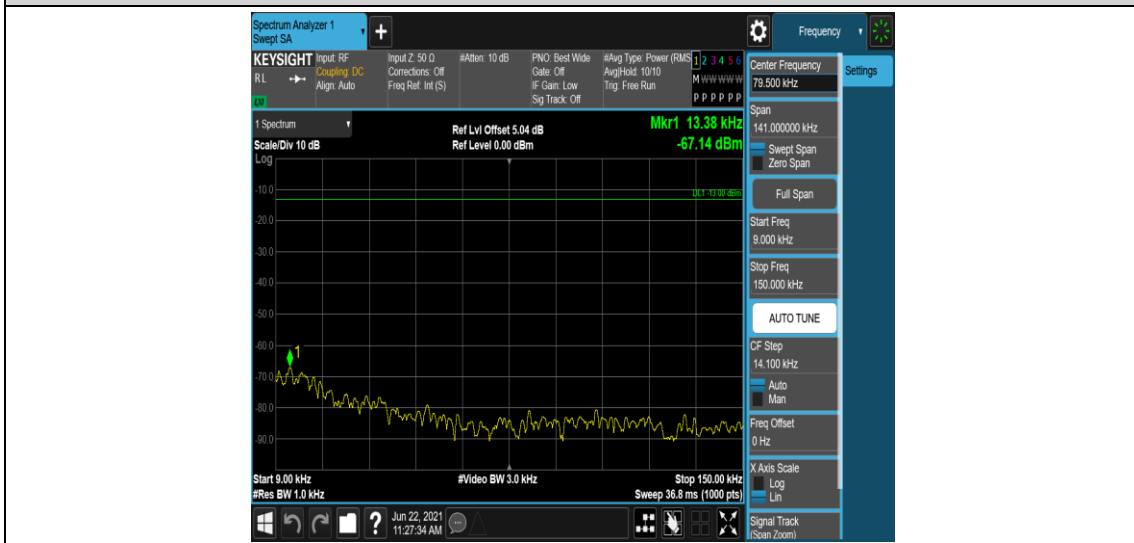 Spectrum Analyzer 1
Swept SA
+
Frequency
KEYSIGHT
RL
LXI
Input: RF
Coupling: DC
Align: Auto
Input Z: 50 Ω
Corrections: Off
Freq Ref: Int (S)
#Atten: 10 dB
PNO: Best Wide
Gate: Off
IF Gain: Low
Sig Track: Off
#Avg Type: Power (RMS
Avg|Hold: 10/10
Trig: Free Run
1 2 3 4 5 6
M W W W W W
P P P P P P
Center Frequency
79.500 kHz
Settings
Span
141.000000 kHz
Swept Span
Zero Span
Full Span
Start Freq
9.000 kHz
Stop Freq
150.000 kHz
AUTO TUNE
CF Step
14.100 kHz
Auto
Man
Freq Offset
0 Hz
X Axis Scale
Log
Lin
Signal Track
(Span Zoom)
1 Spectrum
Scale/Div 10 dB
Log
Ref Lvl Offset 5.04 dB
Ref Level 0.00 dBm
Mkr1 13.38 kHz
-67.14 dBm
DL1 -13.00 dBm
-10.0
-20.0
-30.0
-40.0
-50.0
-60.0
1
-70.0
-80.0
-90.0
Start 9.00 kHz
#Res BW 1.0 kHz
#Video BW 3.0 kHz
Stop 150.00 kHz
Sweep 36.8 ms (1000 pts)
?
Jun 22, 2021
11:27:34 AM